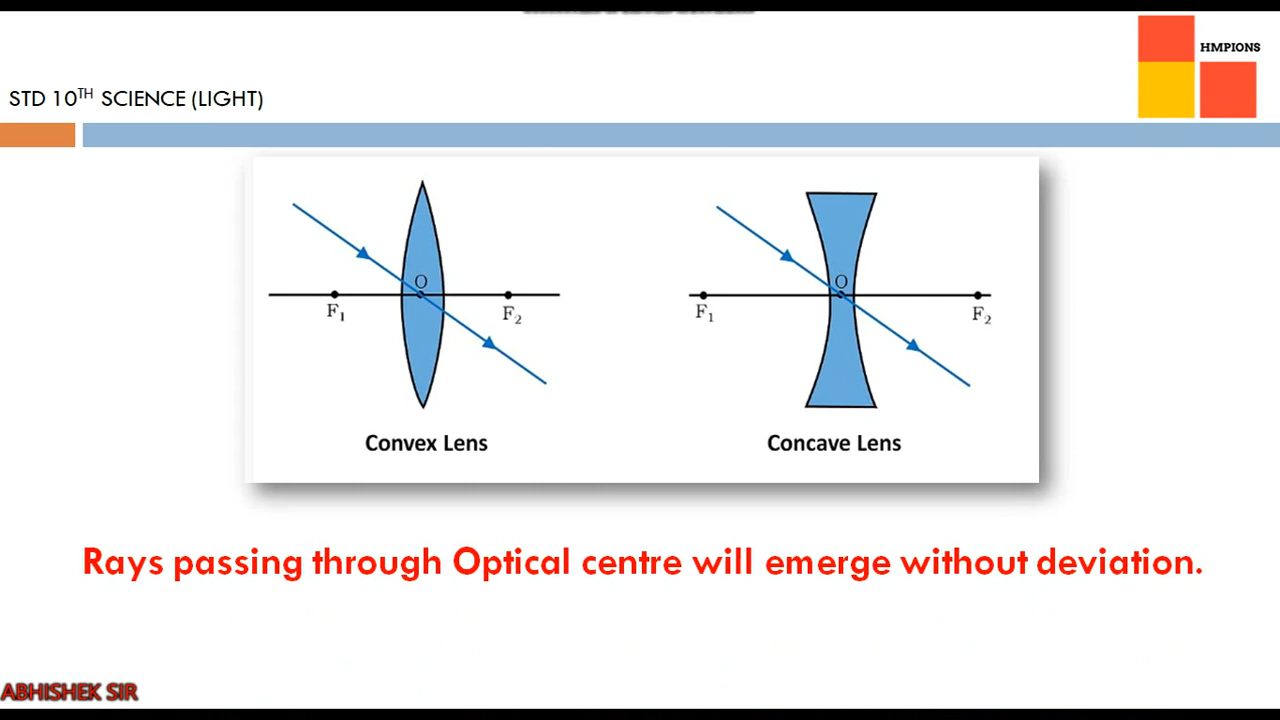 HMPIONS
STD 10TH SCIENCE (LIGHT)
O
F1
F2
Convex Lens
O
F1
F2
Concave Lens
Rays passing through Optical centre will emerge without deviation.
ABHISHEK SIR